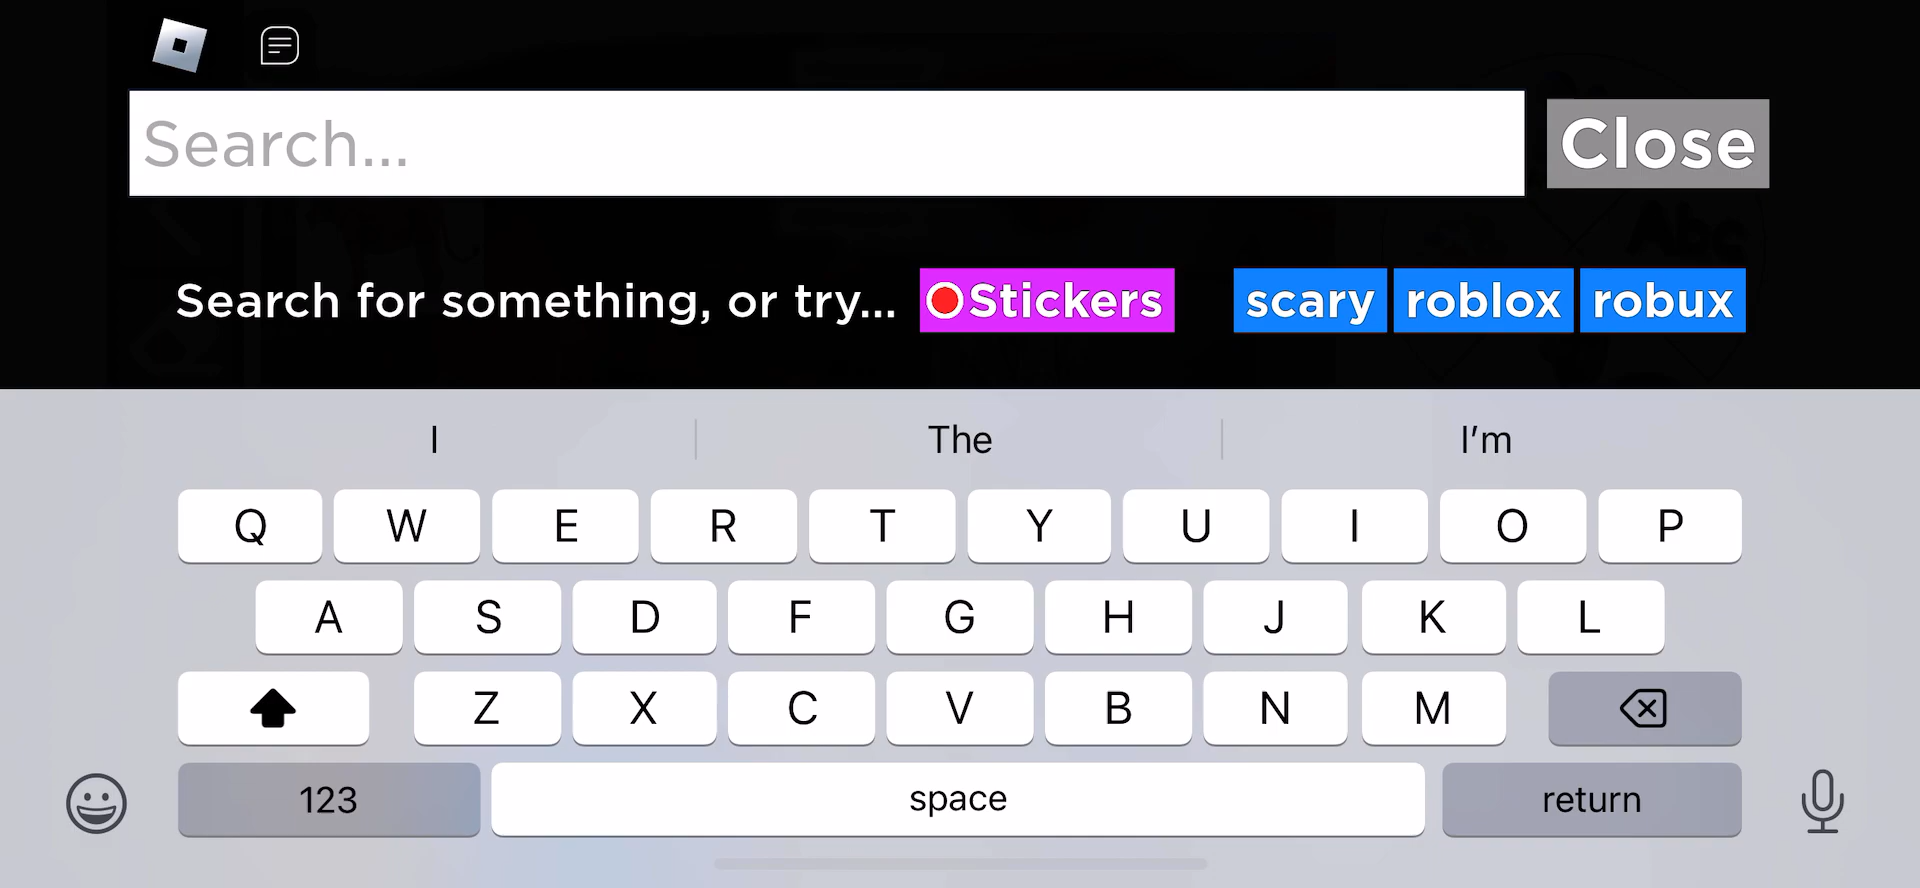 Search...
Close
Search for something, or try... Stickers scary roblox robux
I The I'm
Q W E R T Y U I O P
A S D F G H J K L
Z X C V B N M
123 space return